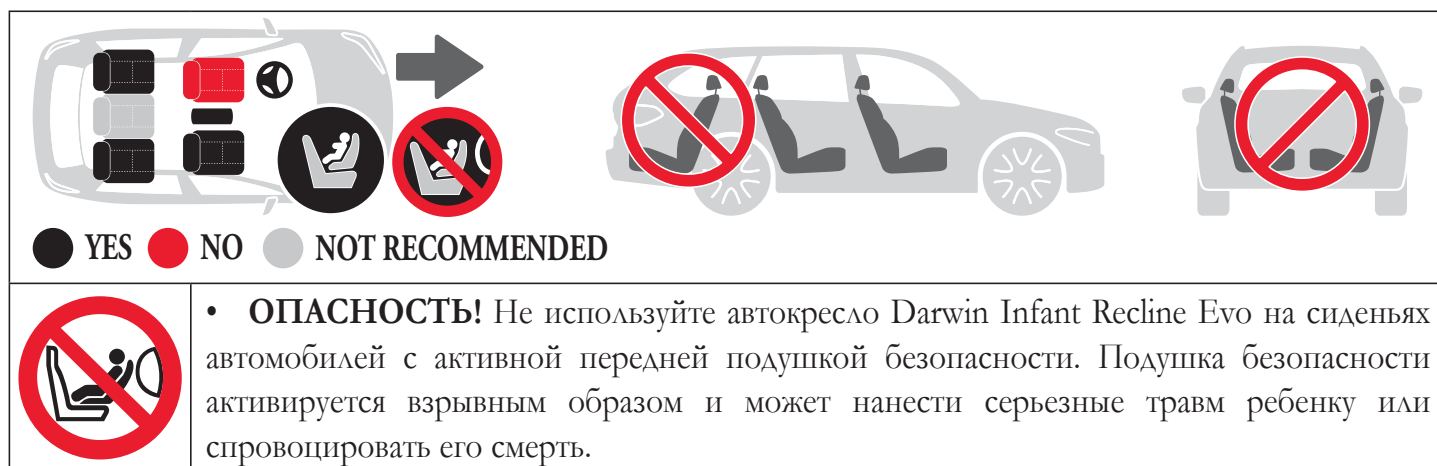 YES NO NOT RECOMMENDED
• ОПАСНОСТЬ! Не используйте автокресло Darwin Infant Recline Evo на сиденьях
автомобилей с активной передней подушкой безопасности. Подушка безопасности
активируется взрывным образом и может нанести серьезные травм ребенку или
спровоцировать его смерть.